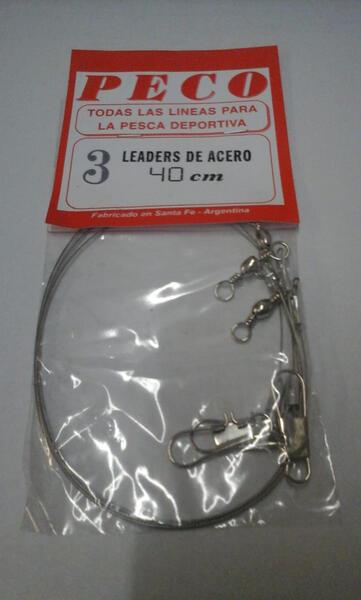 PECO
TODAS LAS LINEAS PARA
LA PESCA DEPORTIVA
3 LEADERS DE ACERO
40 cm
Fabricado en Santa Fe - Argentina